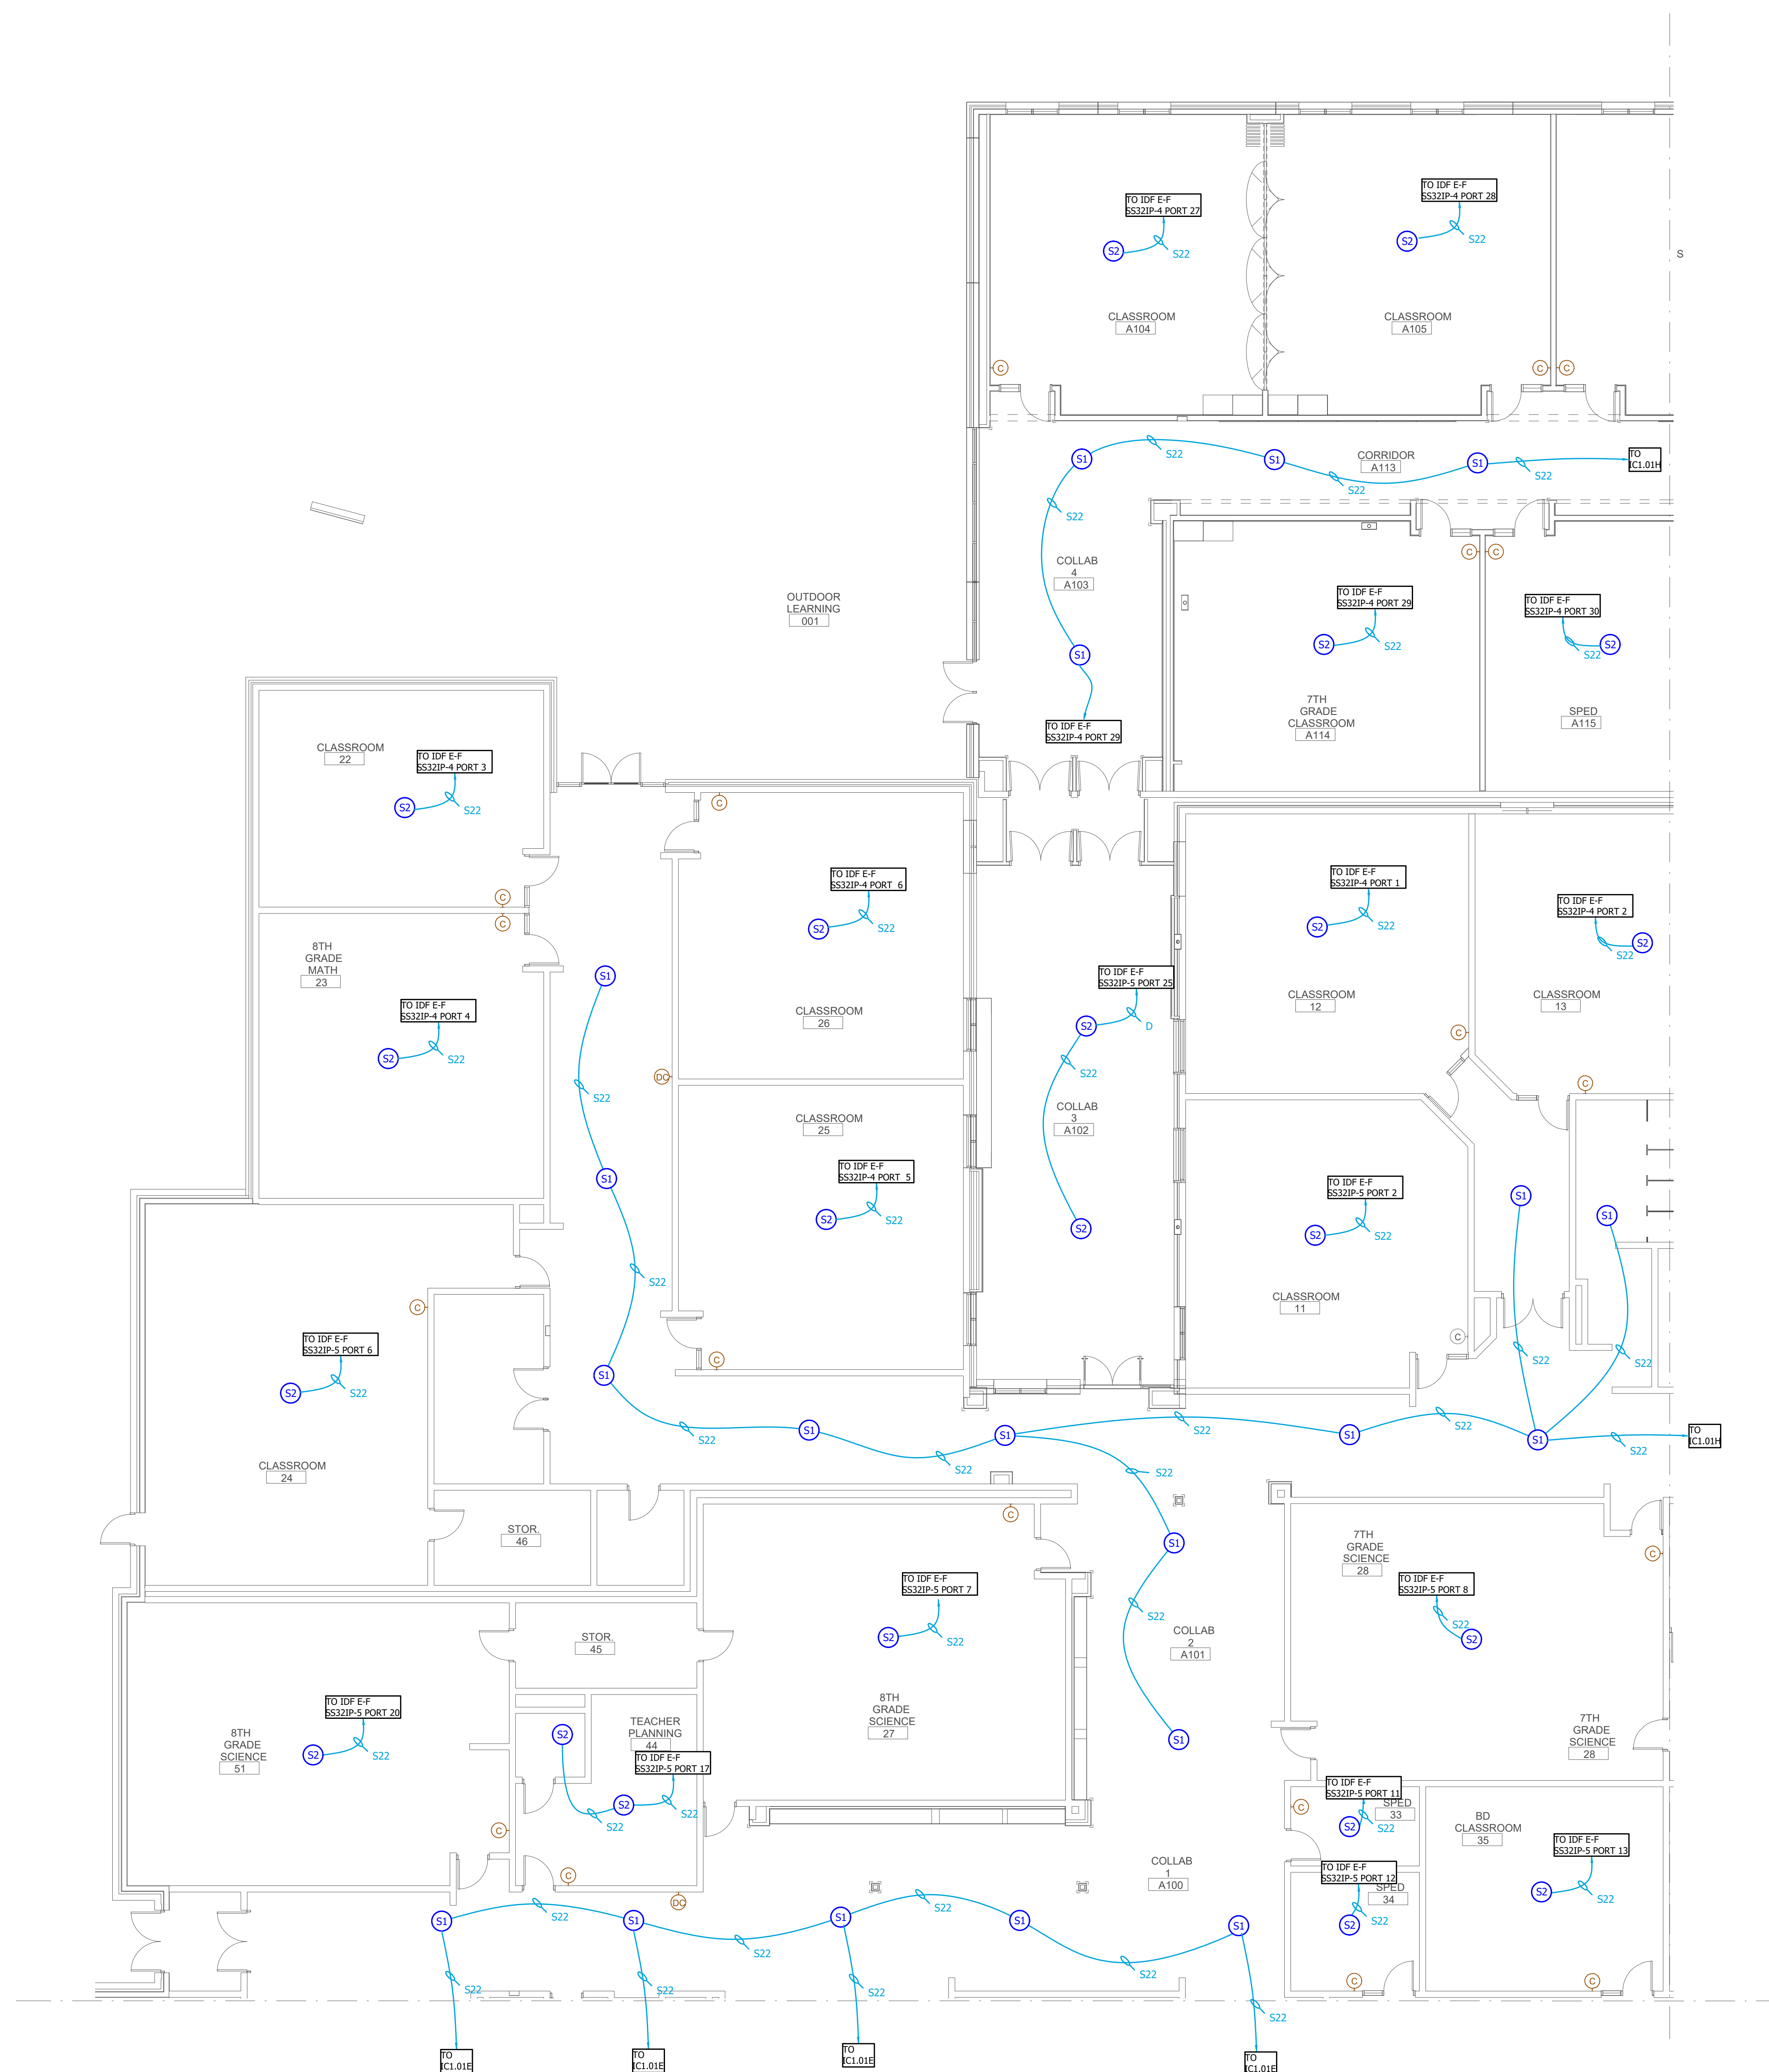 TO IDF E-F
SS32IP-4 PORT 27
S2
S22
CLASSROOM
A104
C
TO IDF E-F
SS32IP-4 PORT 28
S2
S22
CLASSROOM
A105
C
C
S
S1
S22
S1
S22
CORRIDOR
A113
S1
S22
TO
IC1.01H
S22
COLLAB
4
A103
S1
TO IDF E-F
SS32IP-4 PORT 29
OUTDOOR
LEARNING
001
C
C
TO IDF E-F
SS32IP-4 PORT 29
S2
S22
7TH
GRADE
CLASSROOM
A114
TO IDF E-F
SS32IP-4 PORT 30
S2
S22
SPED
A115
CLASSROOM
22
TO IDF E-F
SS32IP-4 PORT 3
S2
S22
C
C
8TH
GRADE
MATH
23
TO IDF E-F
SS32IP-4 PORT 4
S2
S22
C
TO IDF E-F
SS32IP-4 PORT 6
S2
S22
CLASSROOM
26
DC
CLASSROOM
25
TO IDF E-F
SS32IP-4 PORT 5
S2
S22
C
S1
S22
S1
S22
S1
S22
TO IDF E-F
SS32IP-5 PORT 25
S2
D
S22
COLLAB
3
A102
S2
TO IDF E-F
SS32IP-4 PORT 1
S2
S22
CLASSROOM
12
C
TO IDF E-F
SS32IP-4 PORT 2
S2
S22
CLASSROOM
13
C
TO IDF E-F
SS32IP-5 PORT 2
S2
S22
CLASSROOM
11
C
S1
S22
S1
S22
C
TO IDF E-F
SS32IP-5 PORT 6
S2
S22
CLASSROOM
24
S1
S22
S1
S22
S1
S22
S1
S22
TO
IC1.01H
S22
S1
S22
S1
STOR.
46
C
TO IDF E-F
SS32IP-5 PORT 7
S2
S22
8TH
GRADE
SCIENCE
27
COLLAB
2
A101
7TH
GRADE
SCIENCE
28
C
TO IDF E-F
SS32IP-5 PORT 8
S22
S2
7TH
GRADE
SCIENCE
28
STOR.
45
TO IDF E-F
SS32IP-5 PORT 20
S2
S22
8TH
GRADE
SCIENCE
51
C
S2
TEACHER
PLANNING
44
TO IDF E-F
SS32IP-5 PORT 17
S2
S22
S22
C
DC
TO IDF E-F
SS32IP-5 PORT 11
C
SPED
33
S2
S22
BD
CLASSROOM
35
TO IDF E-F
SS32IP-5 PORT 12
SPED
34
S22
S2
C
TO IDF E-F
SS32IP-5 PORT 13
S2
S22
C
COLLAB
1
A100
S1
S22
S1
S22
S1
S22
S1
S22
S1
S22
S22
S22
S22
TO
IC1.01E
TO
IC1.01E
TO
IC1.01E
TO
IC1.01E